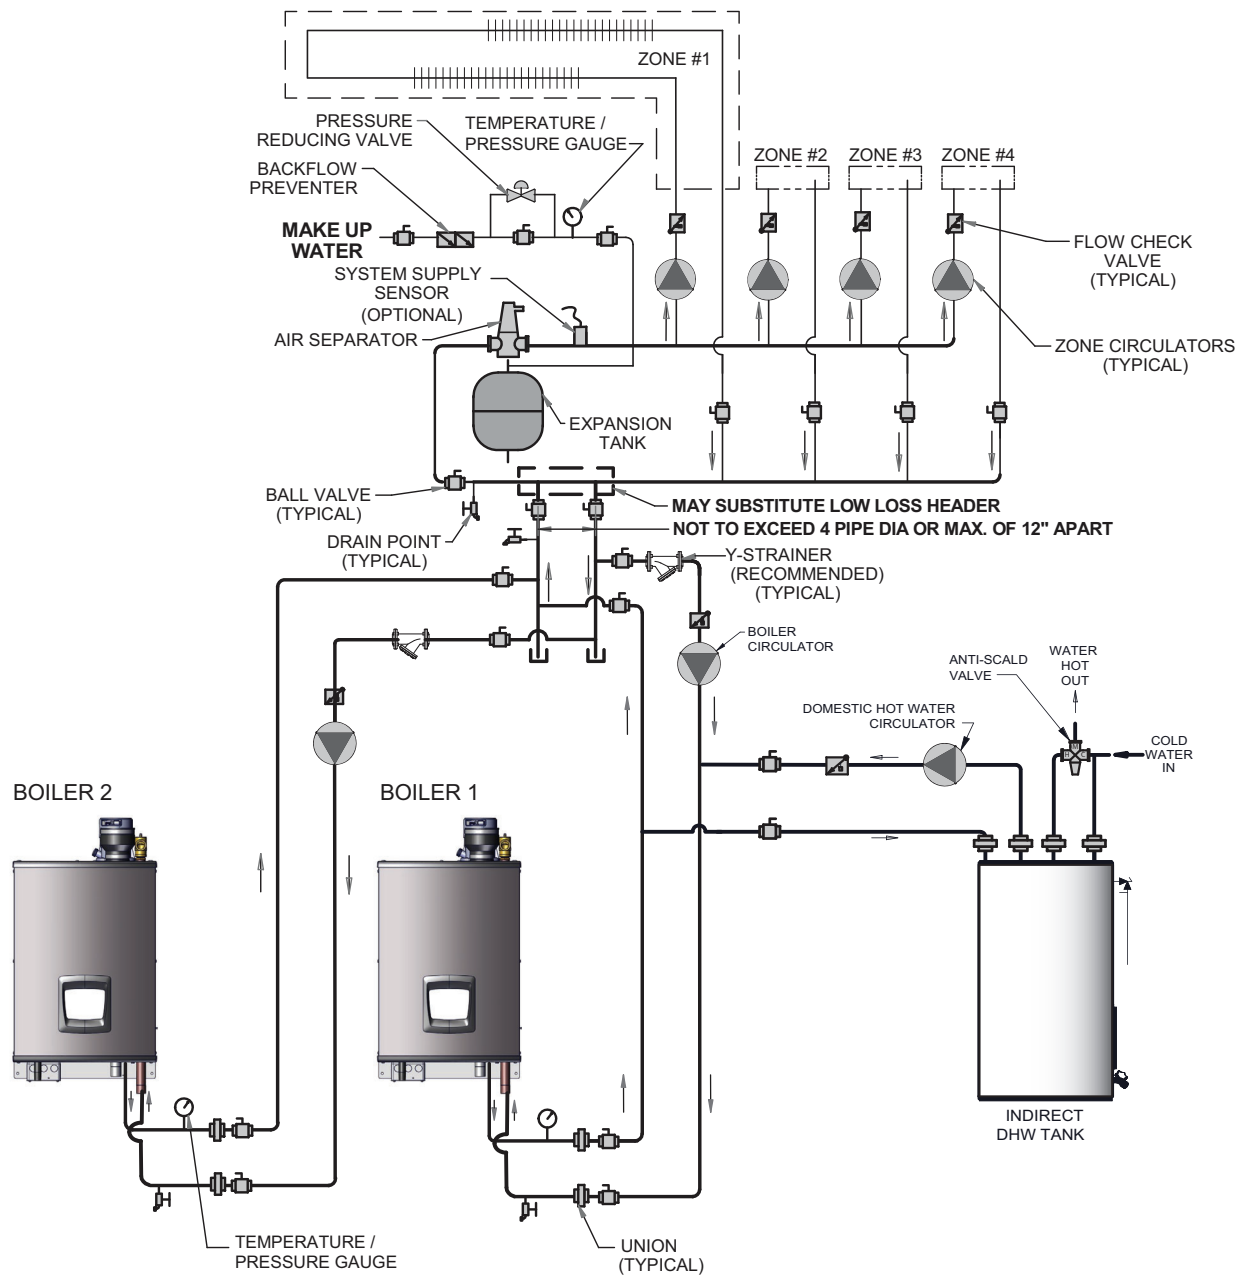 ZONE #1
PRESSURE
REDUCING VALVE
TEMPERATURE /
PRESSURE GAUGE
BACKFLOW
PREVENTER
ZONE #2
ZONE #3
ZONE #4
MAKE UP
WATER
FLOW CHECK
VALVE
(TYPICAL)
SYSTEM SUPPLY
SENSOR
(OPTIONAL)
AIR SEPARATOR
ZONE CIRCULATORS
(TYPICAL)
EXPANSION
TANK
BALL VALVE
(TYPICAL)
MAY SUBSTITUTE LOW LOSS HEADER
NOT TO EXCEED 4 PIPE DIA OR MAX. OF 12" APART
DRAIN POINT
(TYPICAL)
Y-STRAINER
(RECOMMENDED)
(TYPICAL)
BOILER
CIRCULATOR
ANTI-SCALD
VALVE
WATER
HOT
OUT
DOMESTIC HOT WATER
CIRCULATOR
M
H
C
COLD
WATER
IN
BOILER 2
BOILER 1
INDIRECT
DHW TANK
TEMPERATURE /
PRESSURE GAUGE
UNION
(TYPICAL)